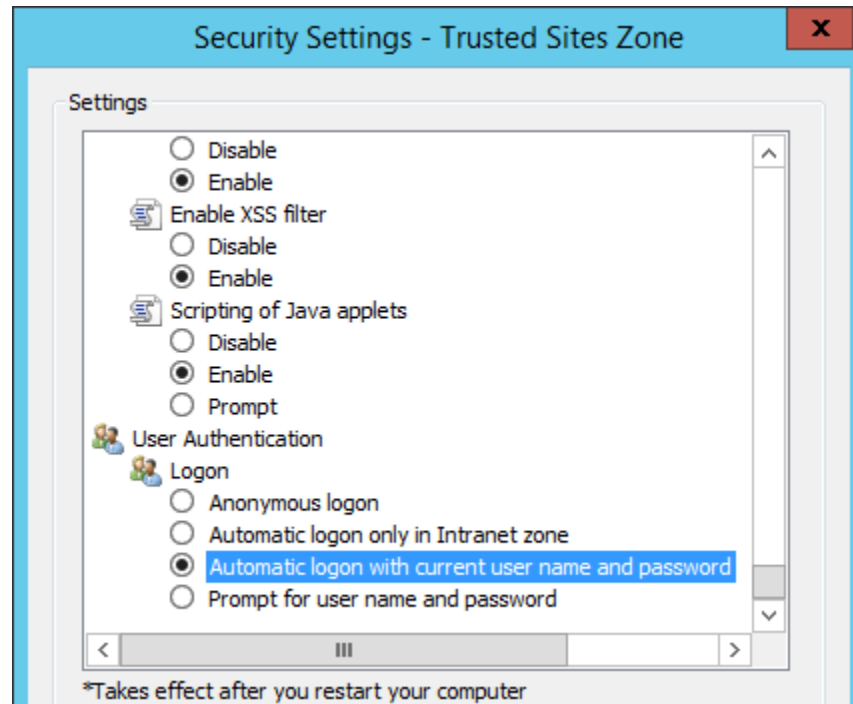 Security Settings - Trusted Sites Zone
x
Settings
Disable
Enable
Enable XSS filter
Disable
Enable
Scripting of Java applets
Disable
Enable
Prompt
User Authentication
Logon
Anonymous logon
Automatic logon only in Intranet zone
Automatic logon with current user name and password
Prompt for user name and password
*Takes effect after you restart your computer